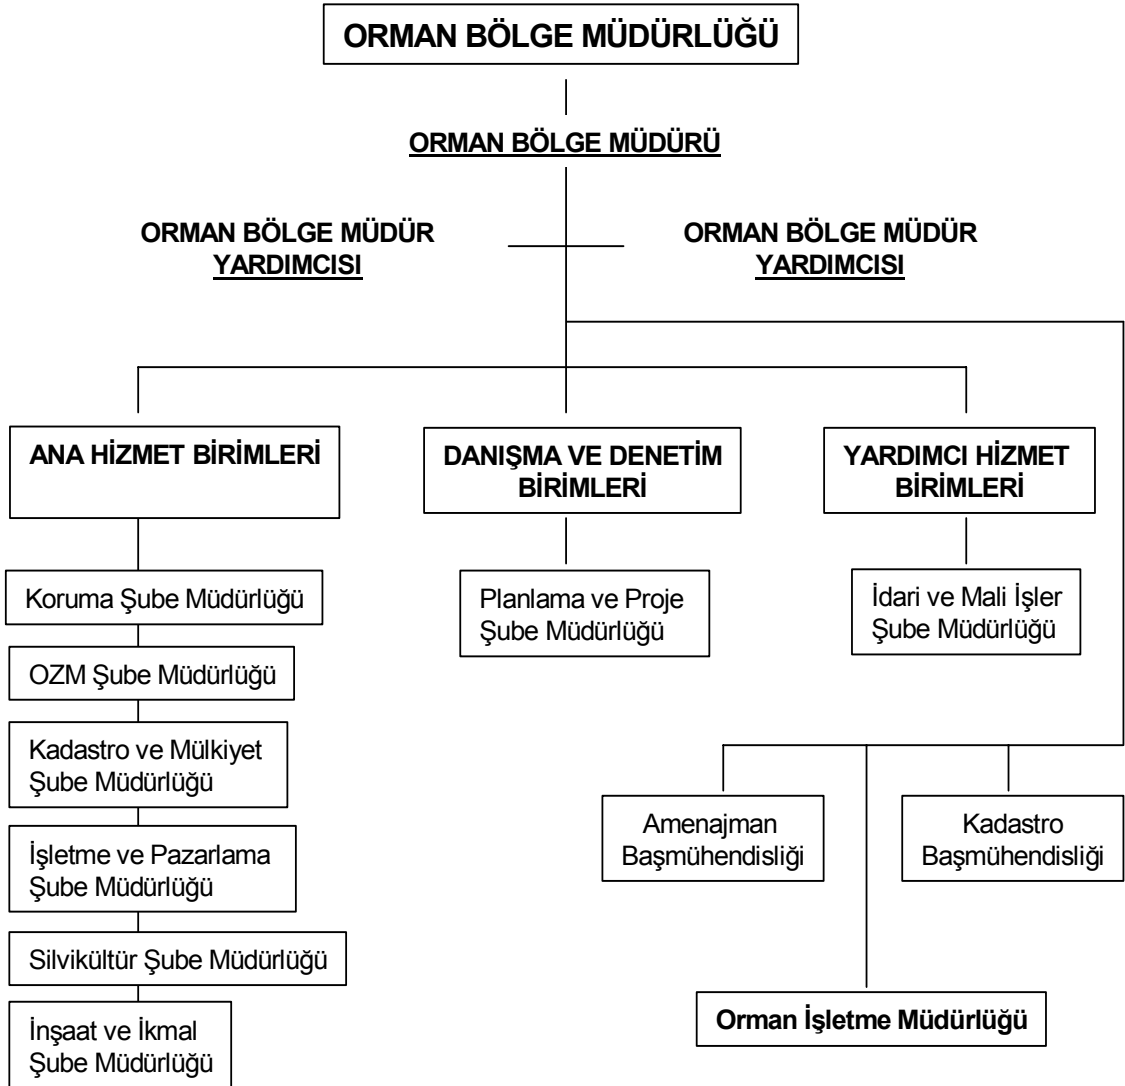 ORMAN BÖLGE MÜDÜRLÜĞÜ
ORMAN BÖLGE MÜDÜRÜ
ORMAN BÖLGE MÜDÜR
YARDIMCISI
ORMAN BÖLGE MÜDÜR
YARDIMCISI
ANA HİZMET BİRİMLERİ
DANIŞMA VE DENETİM
BİRİMLERİ
YARDIMCI HİZMET
BİRİMLERİ
Koruma Şube Müdürlüğü
OZM Şube Müdürlüğü
Kadastro ve Mülkiyet
Şube Müdürlüğü
İşletme ve Pazarlama
Şube Müdürlüğü
Silvikültür Şube Müdürlüğü
İnşaat ve İkmal
Şube Müdürlüğü
Planlama ve Proje
Şube Müdürlüğü
İdari ve Mali İşler
Şube Müdürlüğü
Amenajman
Başmühendisliği
Kadastro
Başmühendisliği
Orman İşletme Müdürlüğü